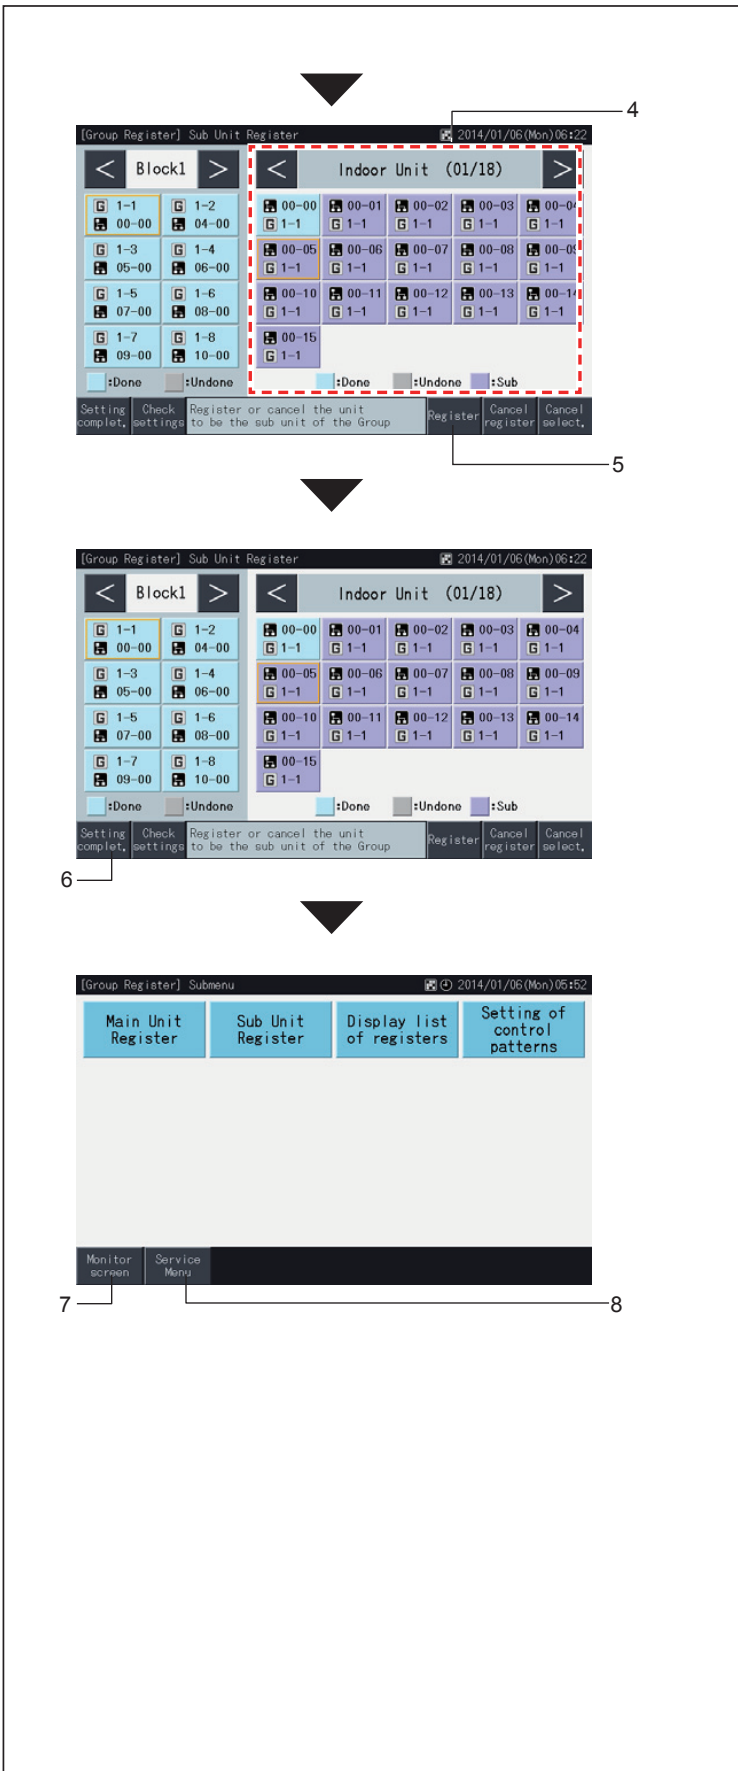 4
[Group Register] Sub Unit Register 2014/01/06(Mon)06:22
< Block1 > < Indoor Unit (01/18) >
G 1-1 G 1-2 00-00 00-01 00-02 00-03 00-04
00-00 04-00 G 1-1 G 1-1 G 1-1 G 1-1 G 1-1
G 1-3 G 1-4 00-05 00-06 00-07 00-08 00-09
05-00 06-00 G 1-1 G 1-1 G 1-1 G 1-1 G 1-1
G 1-5 G 1-6 00-10 00-11 00-12 00-13 00-14
07-00 08-00 G 1-1 G 1-1 G 1-1 G 1-1 G 1-1
G 1-7 G 1-8 00-15
09-00 10-00 G 1-1
:Done :Undone :Done :Undone :Sub
Setting Check Register or cancel the unit Register Cancel Cancel
complet. settings to be the sub unit of the Group register select.
5
[Group Register] Sub Unit Register 2014/01/06(Mon)06:22
< Block1 > < Indoor Unit (01/18) >
G 1-1 G 1-2 00-00 00-01 00-02 00-03 00-04
00-00 04-00 G 1-1 G 1-1 G 1-1 G 1-1 G 1-1
G 1-3 G 1-4 00-05 00-06 00-07 00-08 00-09
05-00 06-00 G 1-1 G 1-1 G 1-1 G 1-1 G 1-1
G 1-5 G 1-6 00-10 00-11 00-12 00-13 00-14
07-00 08-00 G 1-1 G 1-1 G 1-1 G 1-1 G 1-1
G 1-7 G 1-8 00-15
09-00 10-00 G 1-1
:Done :Undone :Done :Undone :Sub
Setting Check Register or cancel the unit Register Cancel Cancel
complet. settings to be the sub unit of the Group register select.
6
[Group Register] Submenu 2014/01/06(Mon)05:52
Main Unit Sub Unit Display list Setting of
Register Register of registers control
patterns
Monitor Service
screen Menu
7 8